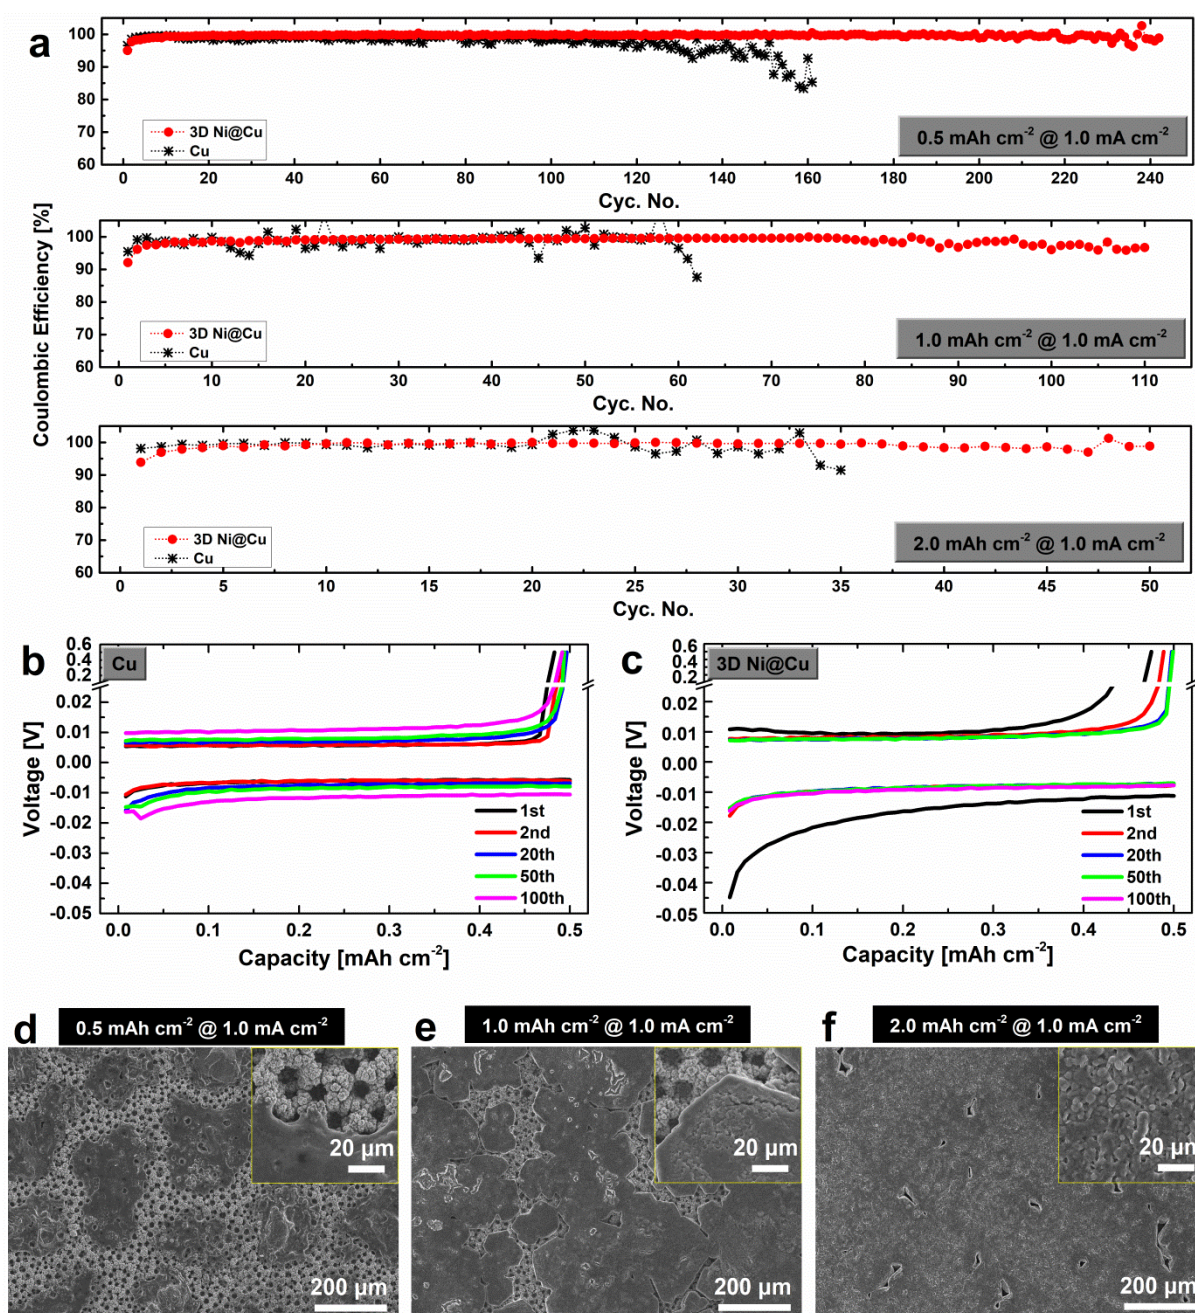 a
Coulombic Efficiency [%]
100
90
80
70
60
3D Ni@Cu
Cu
0.5 mAh cm⁻² @ 1.0 mA cm⁻²
0 20 40 60 80 100 120 140 160 180 200 220 240
Cyc. No.
100
90
80
70
60
3D Ni@Cu
Cu
1.0 mAh cm⁻² @ 1.0 mA cm⁻²
0 10 20 30 40 50 60 70 80 90 100 110
Cyc. No.
100
90
80
70
60
3D Ni@Cu
Cu
2.0 mAh cm⁻² @ 1.0 mA cm⁻²
0 5 10 15 20 25 30 35 40 45 50
Cyc. No.
b
Cu
Voltage [V]
0.6
0.4
0.2
0.02
0.01
0.00
-0.01
-0.02
-0.03
-0.04
-0.05
1st
2nd
20th
50th
100th
0.0 0.1 0.2 0.3 0.4 0.5
Capacity [mAh cm⁻²]
c
3D Ni@Cu
Voltage [V]
0.6
0.4
0.2
0.02
0.01
0.00
-0.01
-0.02
-0.03
-0.04
-0.05
1st
2nd
20th
50th
100th
0.0 0.1 0.2 0.3 0.4 0.5
Capacity [mAh cm⁻²]
d
0.5 mAh cm⁻² @ 1.0 mA cm⁻²
20 µm
200 µm
e
1.0 mAh cm⁻² @ 1.0 mA cm⁻²
20 µm
200 µm
f
2.0 mAh cm⁻² @ 1.0 mA cm⁻²
20 µm
200 µm